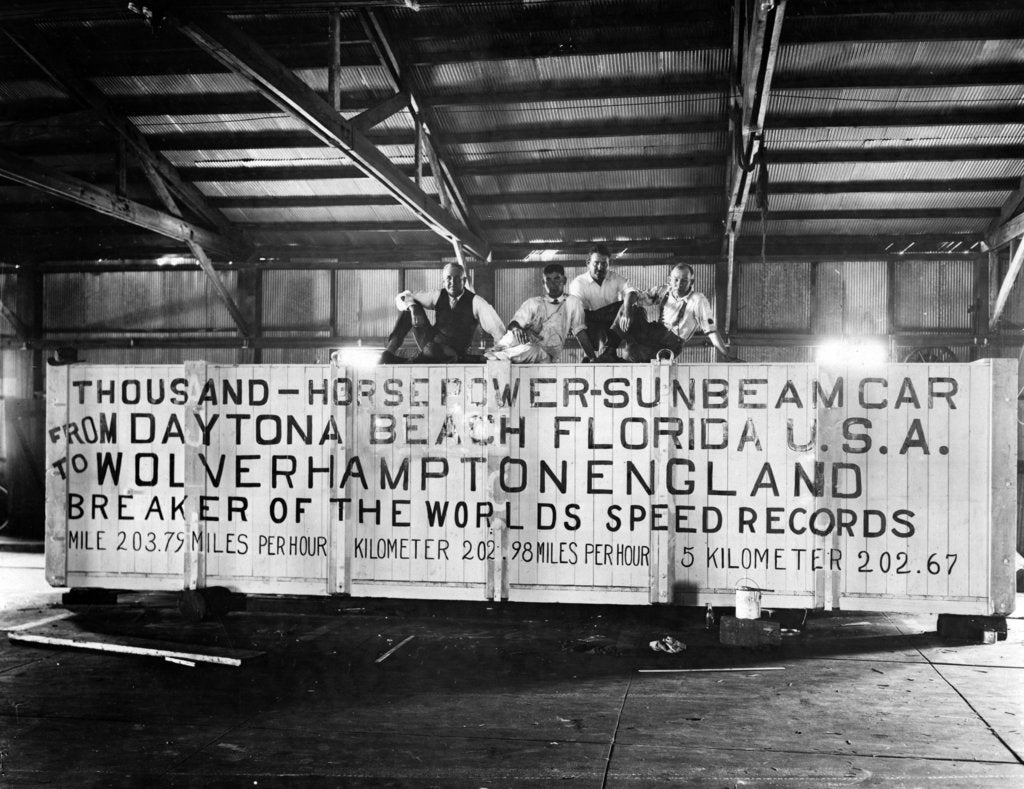 THOUSAND-HORSEPOWER-SUNBEAM CAR
FROM DAYTONA BEACH FLORIDA U.S.A.
TO WOLVERHAMPTON ENGLAND
BREAKER OF THE WORLDS SPEED RECORDS
MILE 203.79 MILES PER HOUR KILOMETER 202.98 MILES PER HOUR 5 KILOMETER 202.67